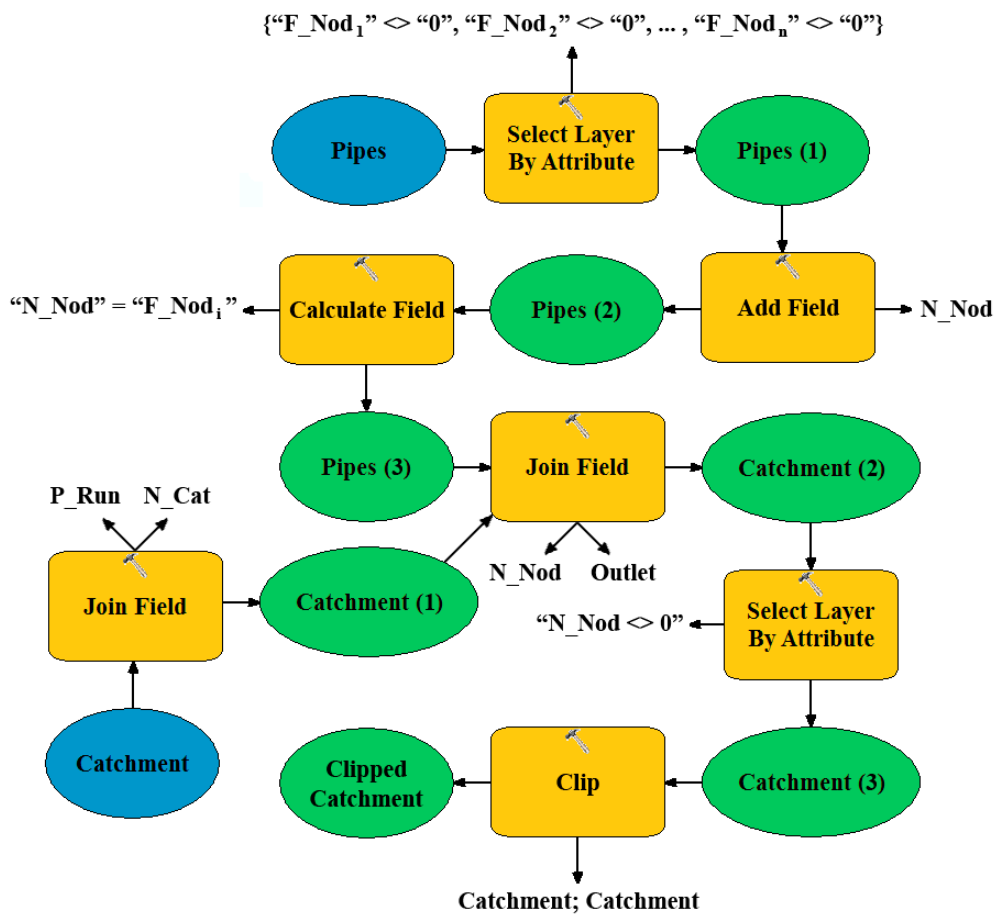 {“F_Nod₁” <> “0”, “F_Nod₂” <> “0”, ... , “F_Nodₙ” <> “0”}
Pipes
Select Layer
By Attribute
Pipes (1)
“N_Nod” = “F_Nodᵢ”
Calculate Field
Pipes (2)
Add Field
N_Nod
Pipes (3)
Join Field
Catchment (2)
P_Run
N_Cat
Join Field
Catchment (1)
N_Nod
Outlet
“N_Nod <> 0”
Select Layer
By Attribute
Catchment
Clipped
Catchment
Clip
Catchment (3)
Catchment; Catchment